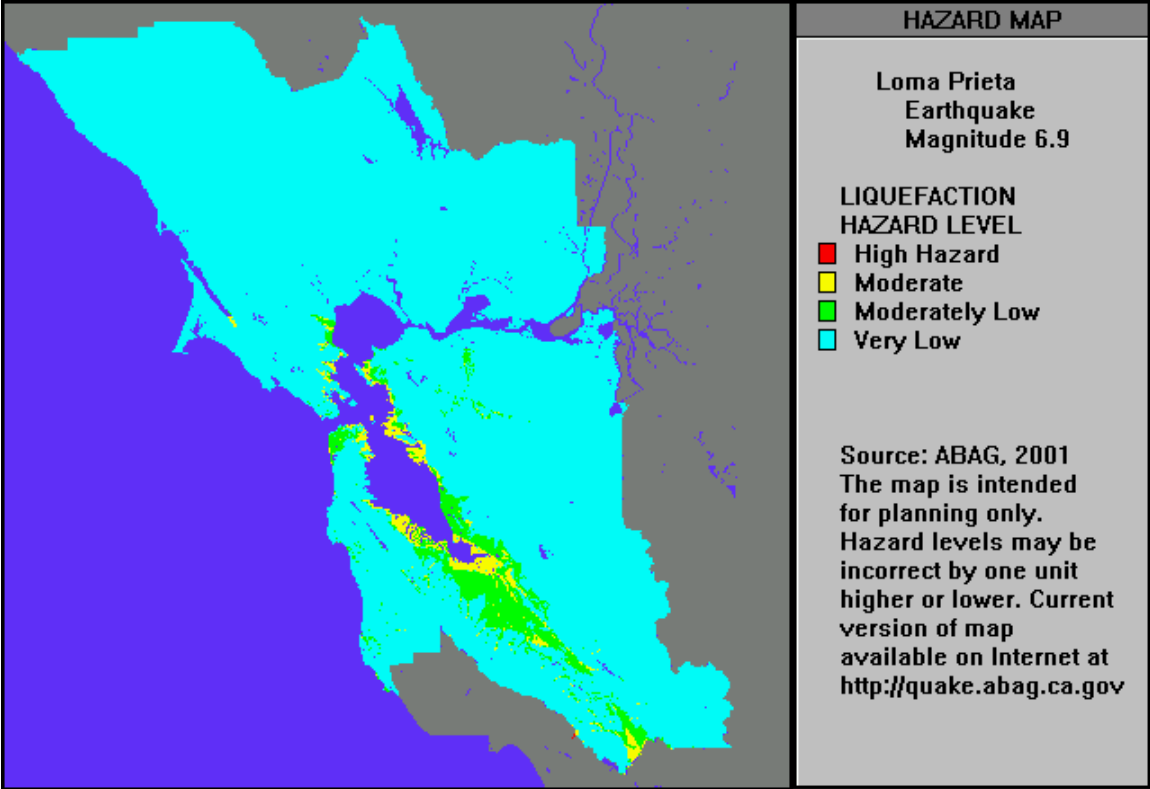 HAZARD MAP
Loma Prieta
Earthquake
Magnitude 6.9
LIQUEFACTION
HAZARD LEVEL
High Hazard
Moderate
Moderately Low
Very Low
Source: ABAG, 2001
The map is intended
for planning only.
Hazard levels may be
incorrect by one unit
higher or lower. Current
version of map
available on Internet at
http://quake.abag.ca.gov